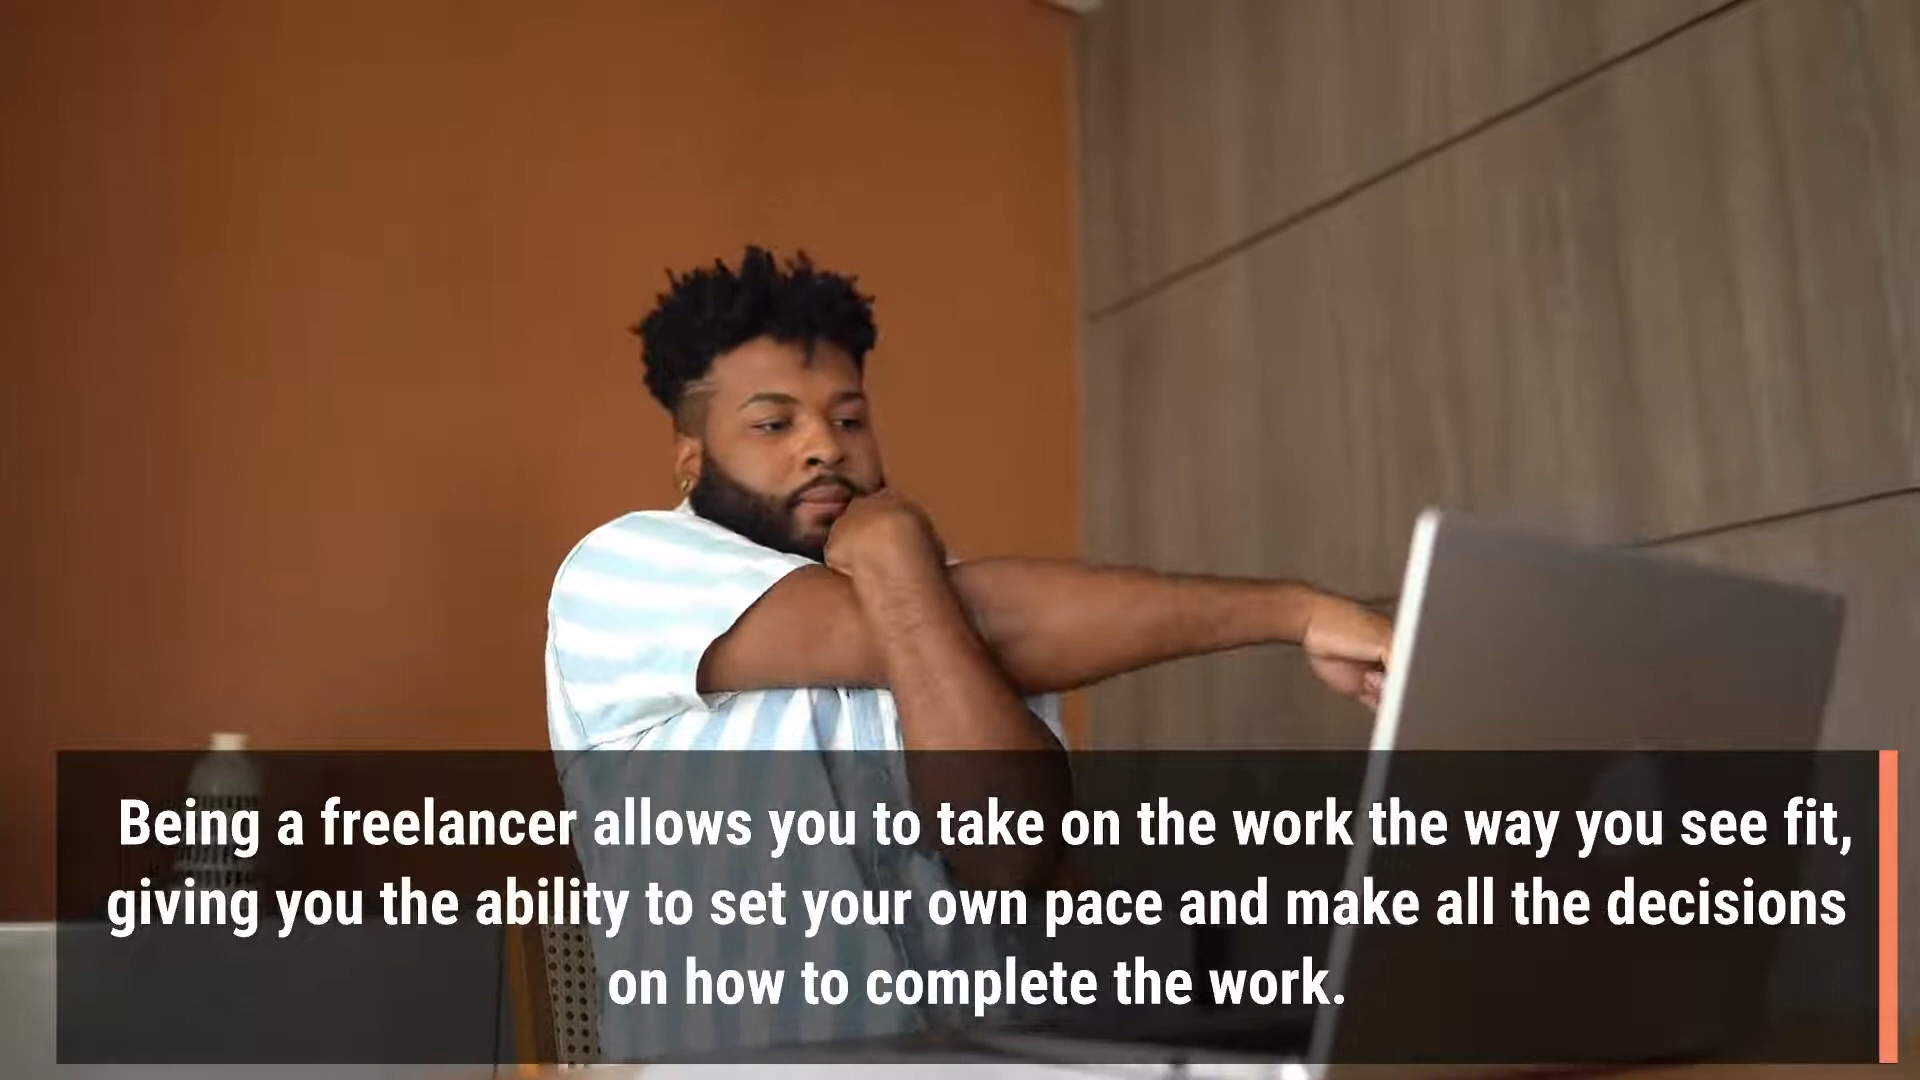 Being a freelancer allows you to take on the work the way you see fit,
giving you the ability to set your own pace and make all the decisions
on how to complete the work.